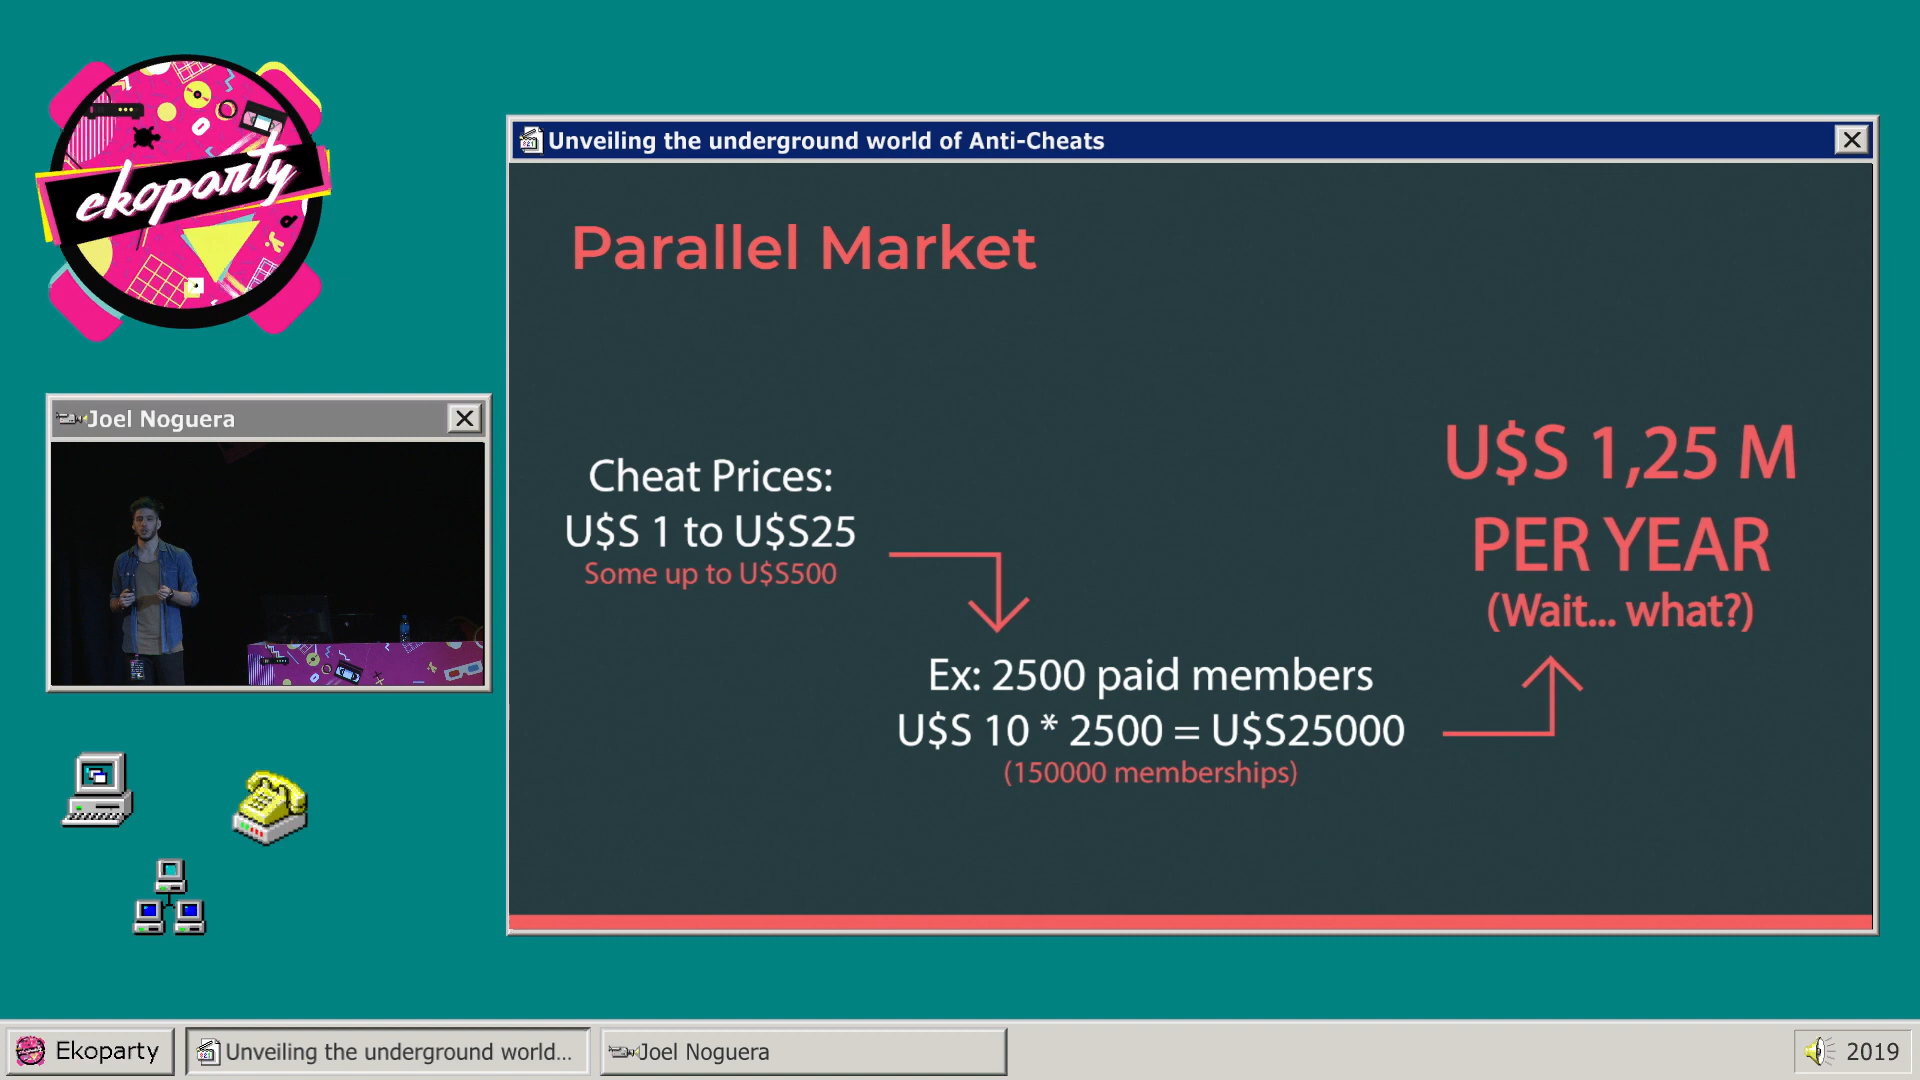 ekoparty
Unveiling the underground world of Anti-Cheats
Parallel Market
Cheat Prices:
U$S 1 to U$S25
Some up to U$S500
Ex: 2500 paid members
U$S 10 * 2500 = U$S25000
(150000 memberships)
U$S 1,25 M
PER YEAR
(Wait... what?)
Joel Noguera
Ekoparty
Unveiling the underground world...
Joel Noguera
2019